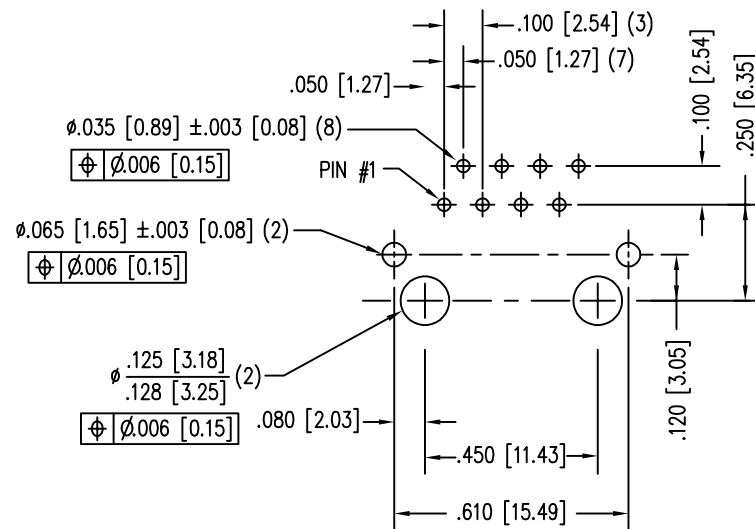 .100 [2.54] (3)
.050 [1.27] (7)
.050 [1.27]
.100 [2.54]
.250 [6.35]
ø.035 [0.89] ±.003 [0.08] (8)
⌖ Ø.006 [0.15]
PIN #1
ø.065 [1.65] ±.003 [0.08] (2)
⌖ Ø.006 [0.15]
ø .125 [3.18]
.128 [3.25] (2)
⌖ Ø.006 [0.15]
.080 [2.03]
.120 [3.05]
.450 [11.43]
.610 [15.49]